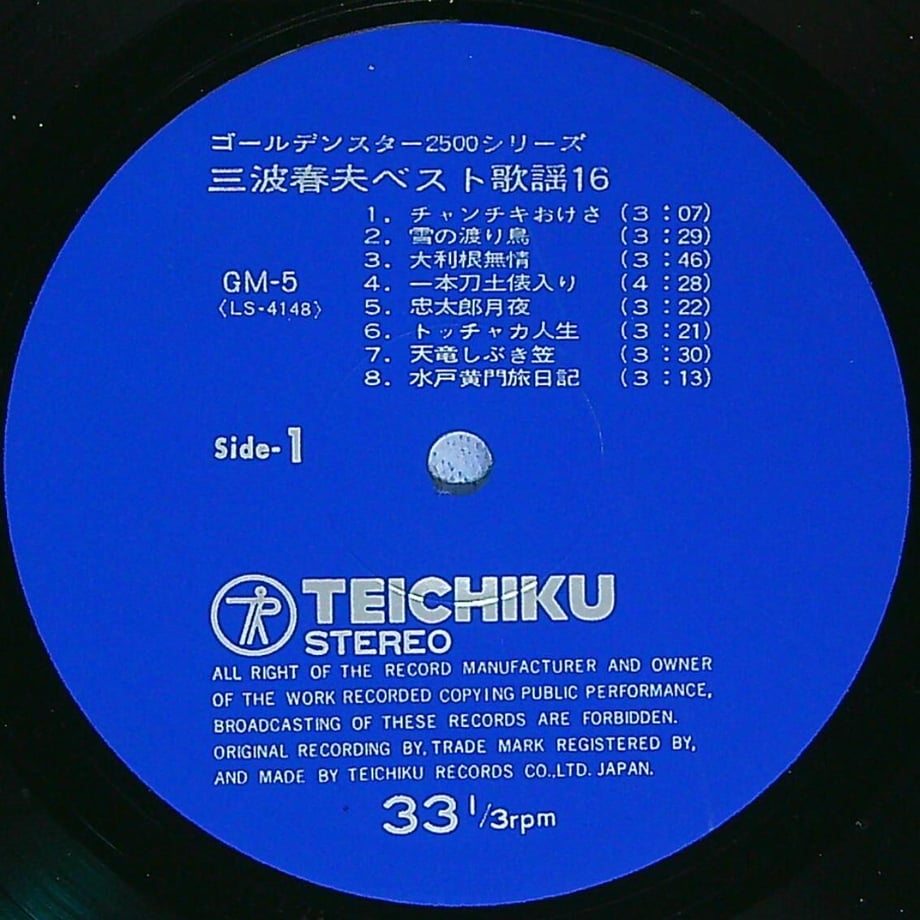 ゴールデンスター2500シリーズ
三波春夫ベスト歌謡16
1. チャンチキおけさ (3:07)
2. 雪の渡り鳥 (3:29)
3. 大利根無情 (3:46)
GM-5
4. 一本刀土俵入り (4:28)
〈LS-4148〉
5. 忠太郎月夜 (3:22)
6. トッチャカ人生 (3:21)
7. 天竜しぶき笠 (3:30)
8. 水戸黄門旅日記 (3:13)
Side-1
TEICHIKU
STEREO
ALL RIGHT OF THE RECORD MANUFACTURER AND OWNER
OF THE WORK RECORDED COPYING PUBLIC PERFORMANCE,
BROADCASTING OF THESE RECORDS ARE FORBIDDEN.
ORIGINAL RECORDING BY, TRADE MARK REGISTERED BY,
AND MADE BY TEICHIKU RECORDS CO.,LTD. JAPAN.
33 1/3rpm